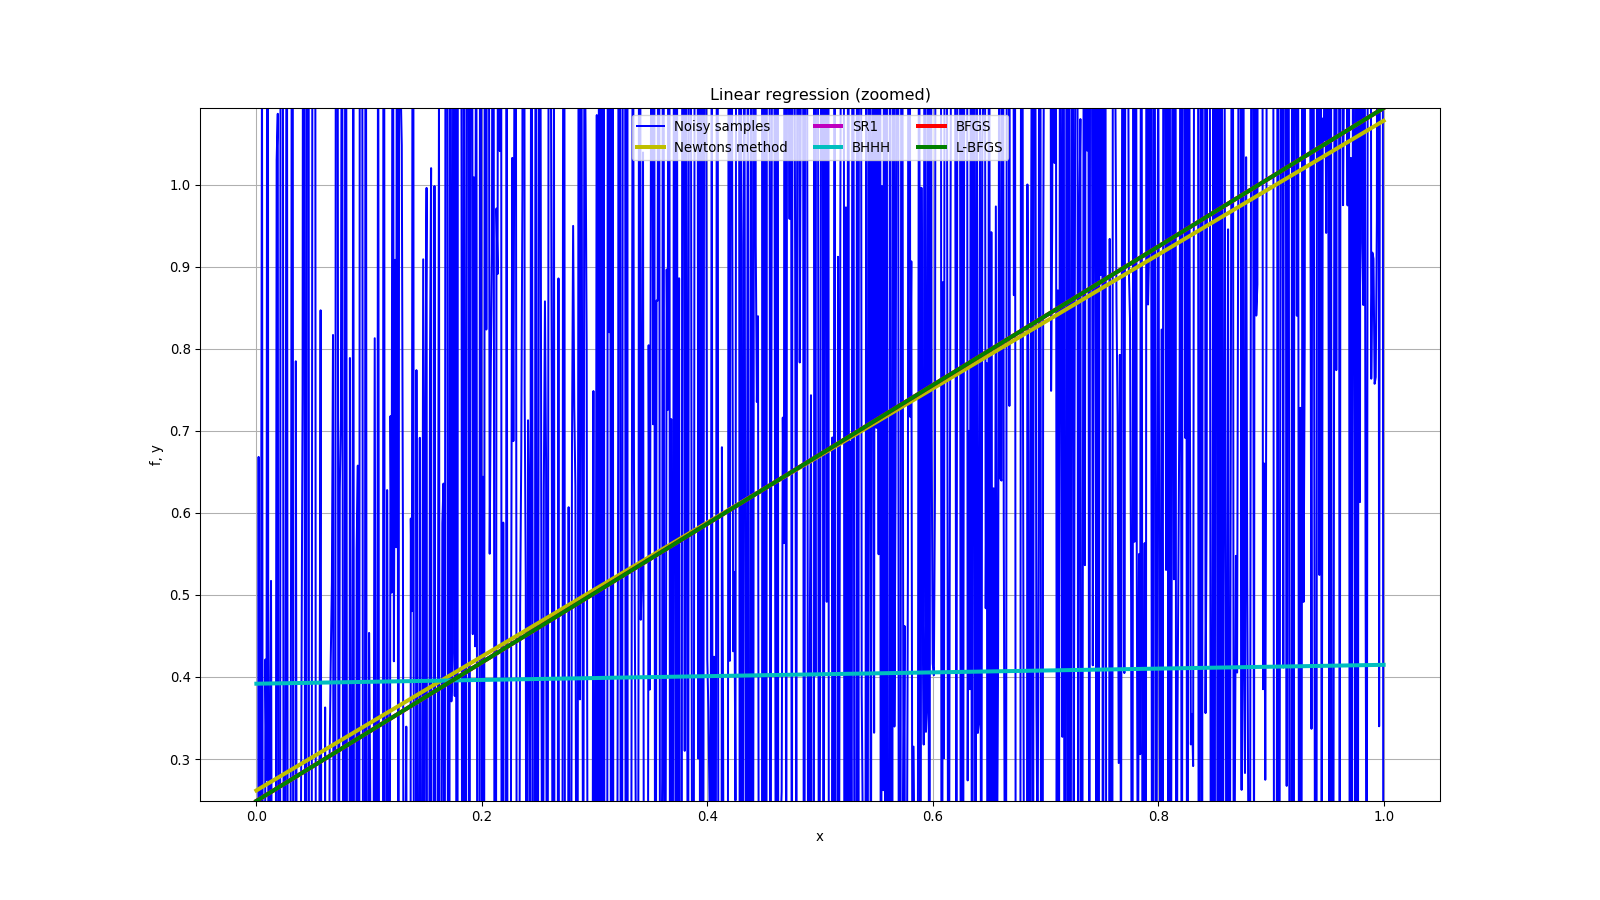 Linear regression (zoomed)
Noisy samples
Newtons method
SR1
BHHH
BFGS
L-BFGS
1.0
0.9
0.8
0.7
0.6
0.5
0.4
0.3
f, y
0.0 0.2 0.4 0.6 0.8 1.0
x